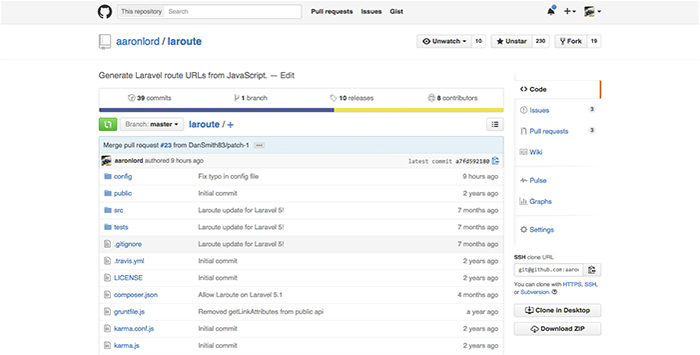 This repository Search Pull requests Issues Gist
aaronlord / laroute Unwatch 10 Unstar 230 Fork 19
Generate Laravel route URLs from JavaScript. — Edit
39 commits 1 branch 10 releases 8 contributors
Code
Issues 3
Pull requests 3
Wiki
Pulse
Graphs
Settings
Branch: master laroute / +
Merge pull request #23 from DanSmith83/patch-1 ...
aaronlord authored 9 hours ago latest commit a7fd592180
config Fix typo in config file 9 hours ago
public Initial commit 2 years ago
src Laroute update for Laravel 5! 7 months ago
tests Laroute update for Laravel 5! 7 months ago
.gitignore Laroute update for Laravel 5! 7 months ago
.travis.yml Initial commit 2 years ago
LICENSE Initial commit 2 years ago
composer.json Allow Laroute on Laravel 5.1 4 months ago
gruntfile.js Removed getLinkAttributes from public api a year ago
karma.conf.js Initial commit 2 years ago
karma.js Initial commit 2 years ago
SSH clone URL
git@github.com:aaron
You can clone with HTTPS, SSH,
or Subversion.
Clone in Desktop
Download ZIP